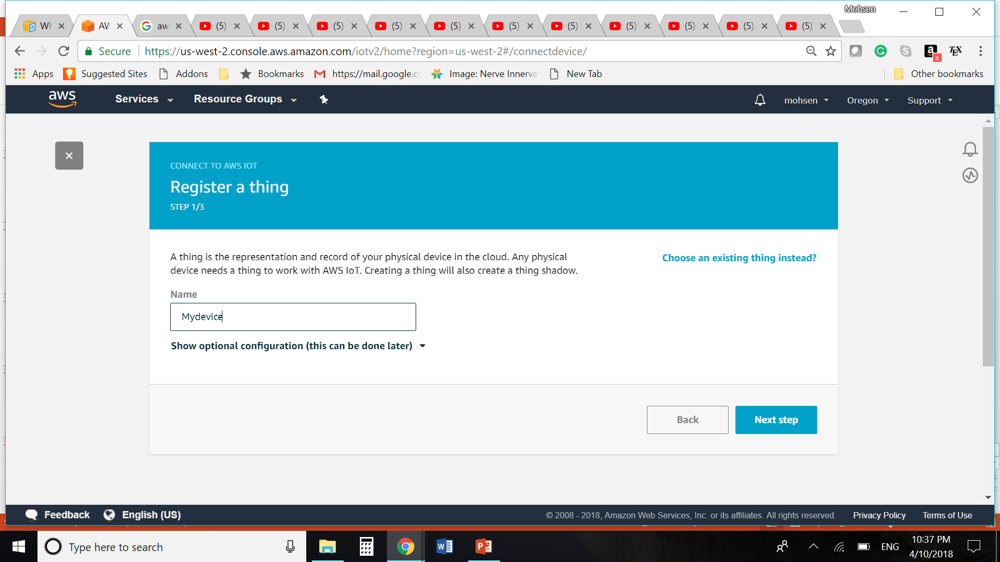 Mohsen
Wh
AW
aw
(5)
(5)
(5)
(5)
(5)
(5)
(5)
(5)
(5)
(5)
(5)
Secure
https://us-west-2.console.aws.amazon.com/iotv2/home?region=us-west-2#/connectdevice/
8
TEX
Apps
Suggested Sites
Addons
Bookmarks
https://mail.google.co
Image: Nerve Innerva
New Tab
Other bookmarks
aws
Services
Resource Groups
mohsen
Oregon
Support
CONNECT TO AWS IOT
Register a thing
STEP 1/3
A thing is the representation and record of your physical device in the cloud. Any physical
device needs a thing to work with AWS IoT. Creating a thing will also create a thing shadow.
Choose an existing thing instead?
Name
Mydevice
Show optional configuration (this can be done later)
Back
Next step
Feedback
English (US)
© 2008 - 2018, Amazon Web Services, Inc. or its affiliates. All rights reserved.
Privacy Policy
Terms of Use
Type here to search
ENG
10:37 PM
4/10/2018